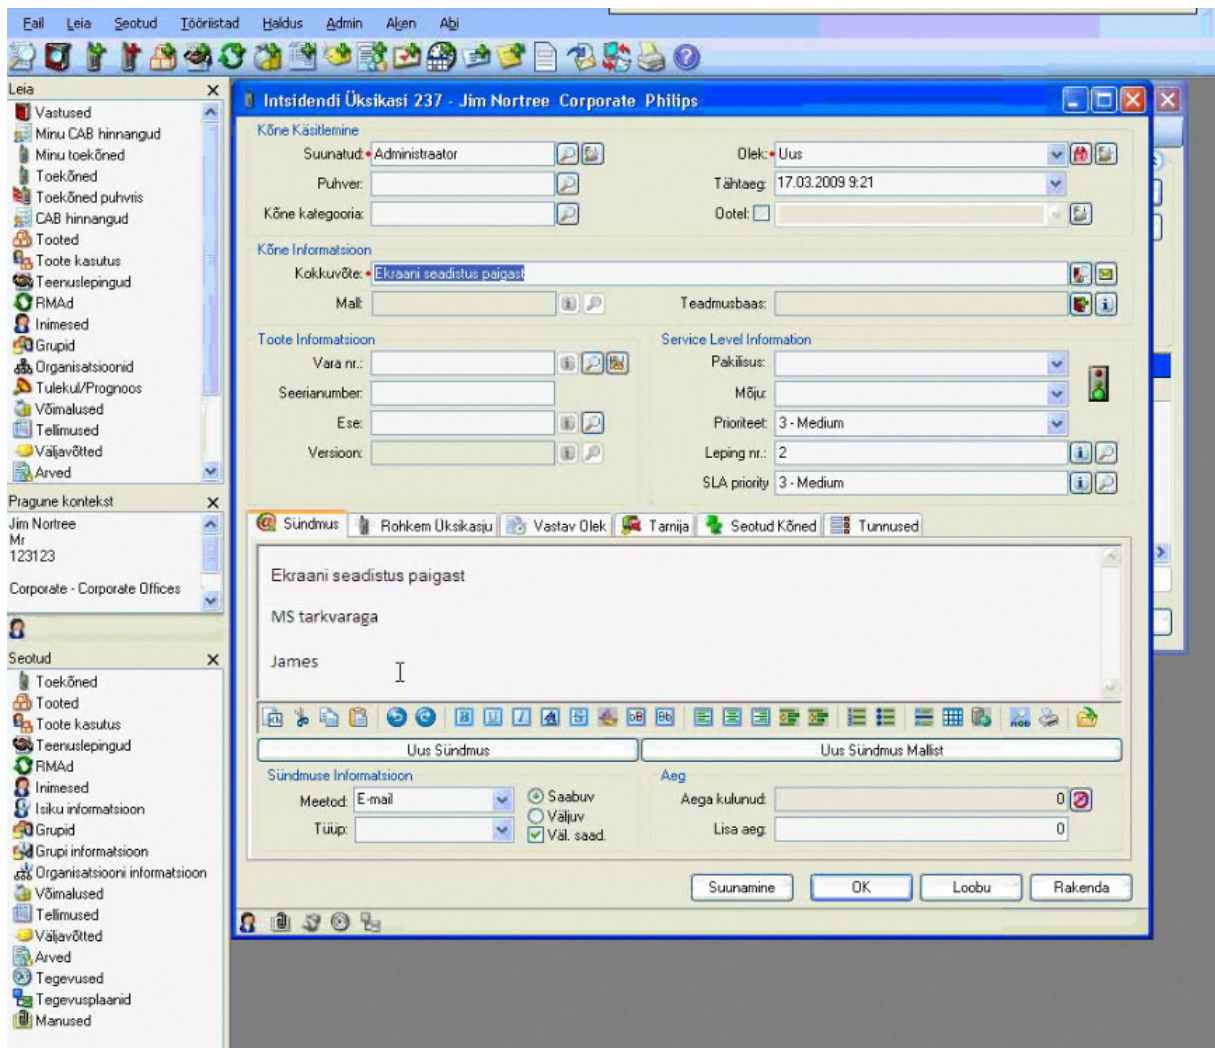 Fail Leia Seotud Tööriistad Haldus Admin Aken Abi
Leia
Vastused
Minu CAB hinnangud
Minu toekõned
Toekõned
Toekõned puhvris
CAB hinnangud
Tooted
Toote kasutus
Teenuslepingud
RMAd
Inimesed
Grupid
Organisatsioonid
Tulekul/Prognoos
Võimalused
Tellimused
Väljavõtted
Arved
Pragune kontekst
Jim Nortree
Mr
123123
Corporate - Corporate Offices
Seotud
Toekõned
Tooted
Toote kasutus
Teenuslepingud
RMAd
Inimesed
Isiku informatsioon
Grupid
Grupi informatsioon
Organisatsiooni informatsioon
Võimalused
Tellimused
Väljavõtted
Arved
Tegevused
Tegevusplaanid
Manused
Intsidendi Üksikasi 237 - Jim Nortree Corporate Philips
Kõne Käsitlemine
Suunatud: Administraator
Olek: Uus
Puhver:
Tähtaeg: 17.03.2009 9:21
Kõne kategooria:
Ootel:
Kõne Informatsioon
Kokkuvõte: Ekraani seadistus paigast
Mall:
Teadmusbaas:
Toote Informatsioon
Service Level Information
Vara nr.:
Pakilisus:
Seerianumber:
Mõju:
Ese:
Prioriteet: 3 - Medium
Versioon:
Leping nr.: 2
SLA priority 3 - Medium
Sündmus Rohkem Üksikasju Vastav Olek Tarnija Seotud Kõned Tunnused
Ekraani seadistus paigast
MS tarkvaraga
James
Uus Sündmus Uus Sündmus Mallist
Sündmuse Informatsioon
Aeg
Meetod: E-mail
Saabuv
Väljuv
Väl. saad.
Tüüp:
Aega kulunud: 0
Lisa aeg: 0
Suunamine OK Loobu Rakenda